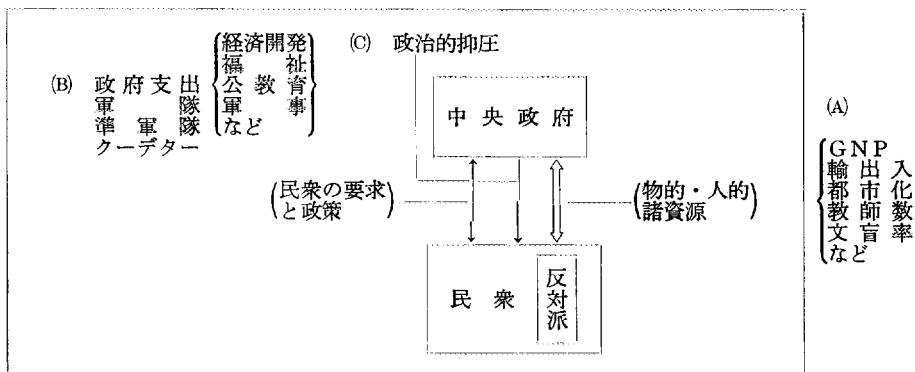 (B) 政府支出
軍隊
準軍隊
クーデター
経済開発
福祉
公教育
軍事
など
(C) 政治的抑圧
中央政府
(民衆の要求
と政策)
(物的・人的
諸資源)
民衆
反対派
(A)
GNP
輸出入
都市化
教師数
文盲率
など